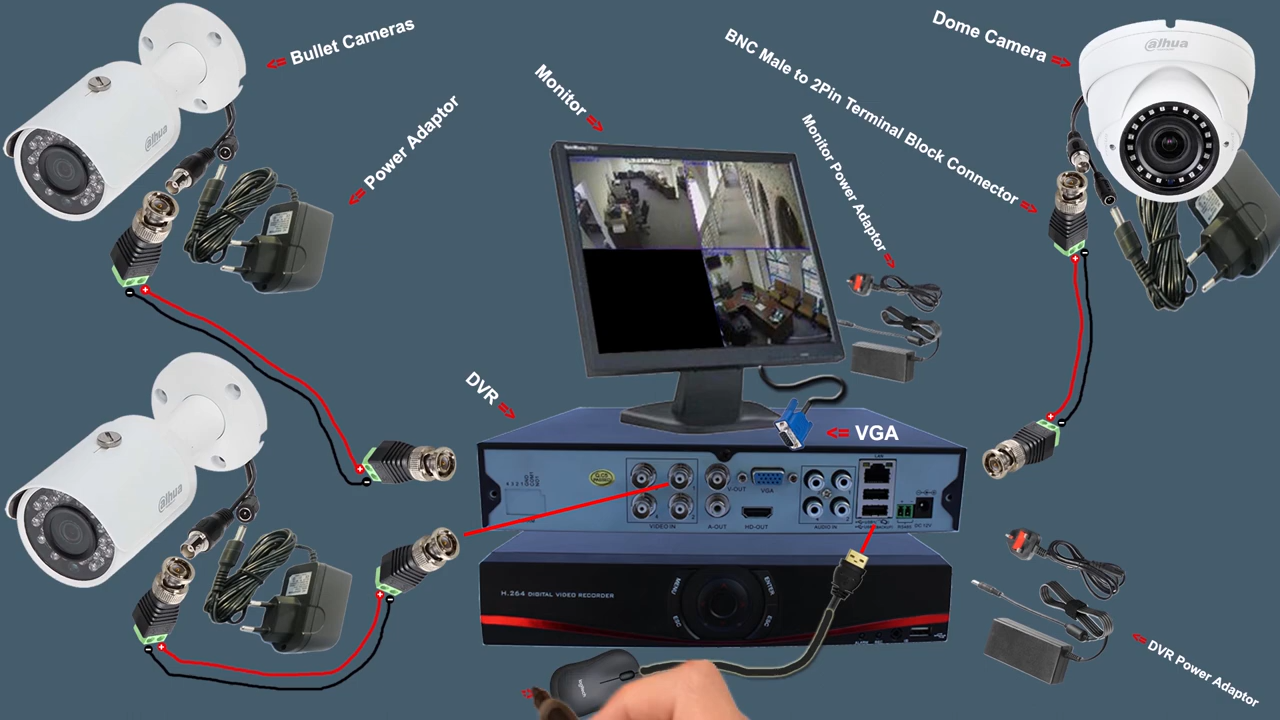 <= Bullet Cameras
Dome Camera =>
alhua
BNC Male to 2Pin Terminal Block Connector =>
Monitor =>
<= Power Adaptor
Monitor Power Adaptor =>
alhua
DVR =>
<= VGA
LAN
V-OUT
VGA
VIDEO IN
A-OUT
HD-OUT
AUDIO IN
RS485
DC 12V
alhua
H.264 DIGITAL VIDEO RECORDER
MENU
ENTER
ESC
<= DVR Power Adaptor
logitech